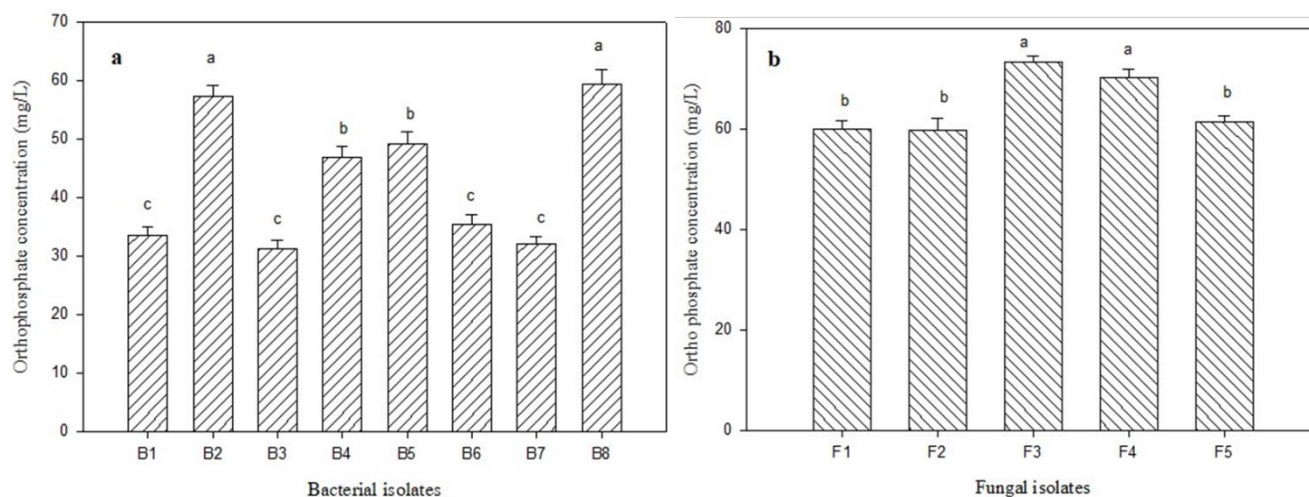 a
Orthophosphate concentration (mg/L)
70
60
50
40
30
20
10
0
c
a
c
b
b
c
c
a
B1 B2 B3 B4 B5 B6 B7 B8
Bacterial isolates
b
Ortho phosphate concentration (mg/L)
80
60
40
20
0
b
b
a
a
b
F1 F2 F3 F4 F5
Fungal isolates